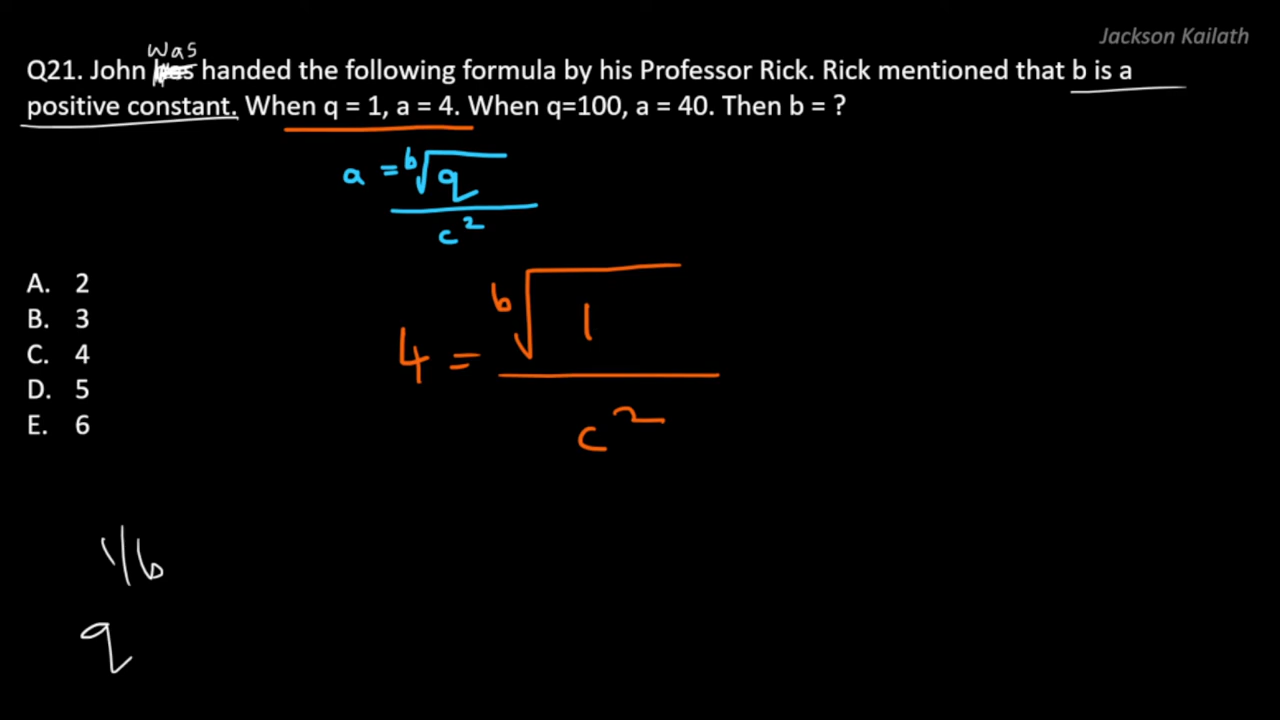 Jackson Kailath
was
Q21. John has handed the following formula by his Professor Rick. Rick mentioned that b is a
positive constant. When q = 1, a = 4. When q=100, a = 40. Then b = ?
a = b√q
c²
A. 2
B. 3
C. 4
D. 5
E. 6
4 = b√1
c²
1/b
q